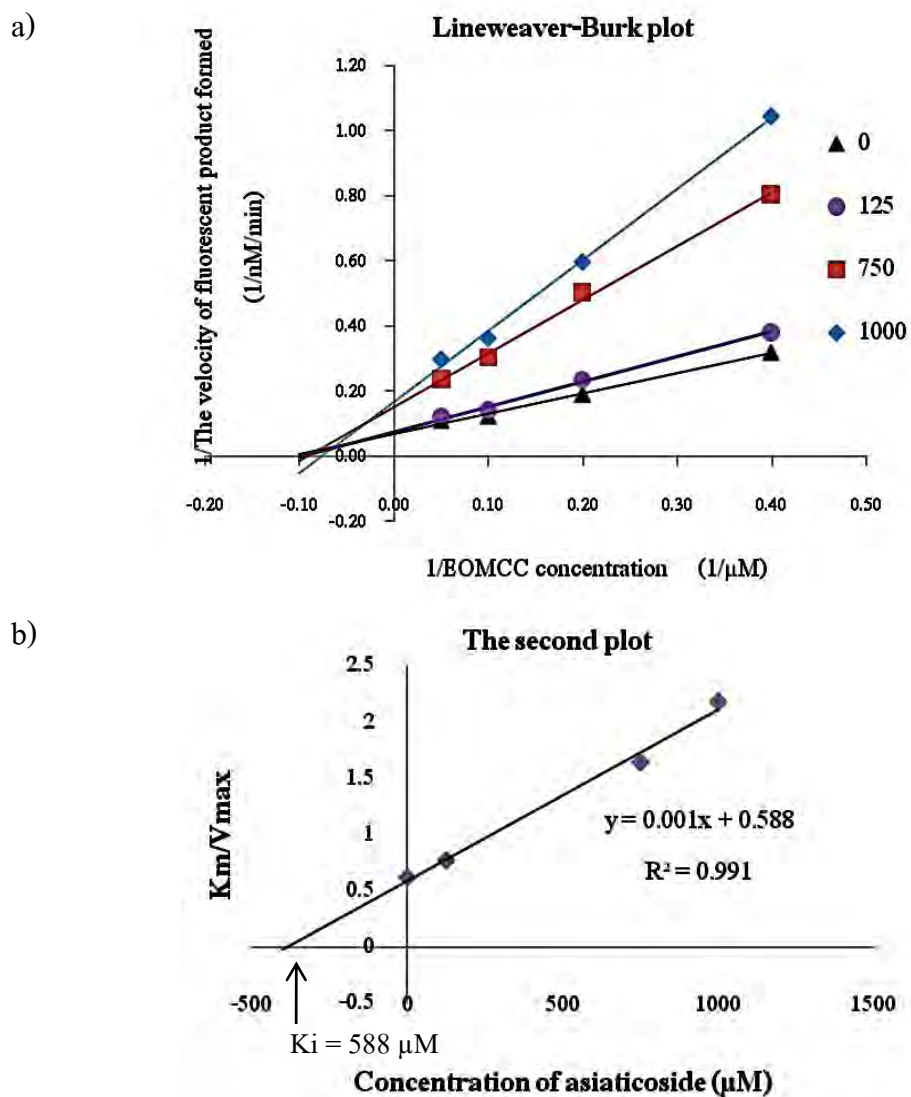 a)
Lineweaver-Burk plot
1/The velocity of fluorescent product formed
(1/nM/min)
1.20
1.00
0.80
0.60
0.40
0.20
0.00
-0.20
-0.20 -0.10 0.00 0.10 0.20 0.30 0.40 0.50
1/EOMCC concentration (1/µM)
0
125
750
1000
b)
The second plot
Km/Vmax
2.5
2
1.5
1
0.5
0
-0.5
-500 0 500 1000 1500
y = 0.001x + 0.588
R² = 0.991
Ki = 588 µM
Concentration of asiaticoside (µM)